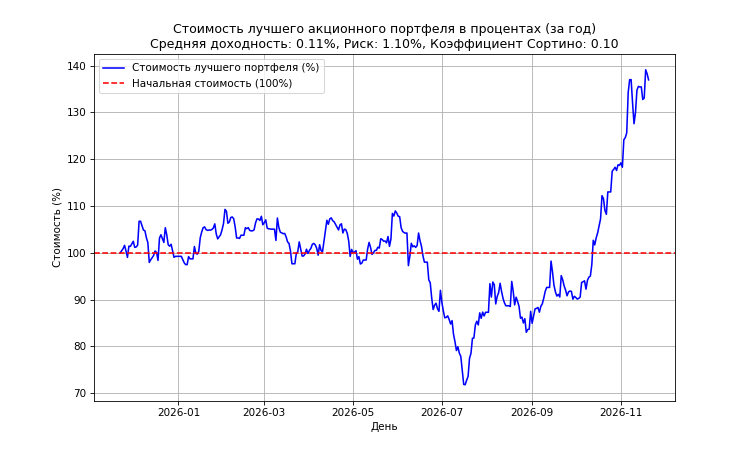 Стоимость лучшего акционного портфеля в процентах (за год)
Средняя доходность: 0.11%, Риск: 1.10%, Коэффициент Сортино: 0.10
Стоимость лучшего портфеля (%)
Начальная стоимость (100%)
Стоимость (%)
140
130
120
110
100
90
80
70
2026-01
2026-03
2026-05
2026-07
2026-09
2026-11
День